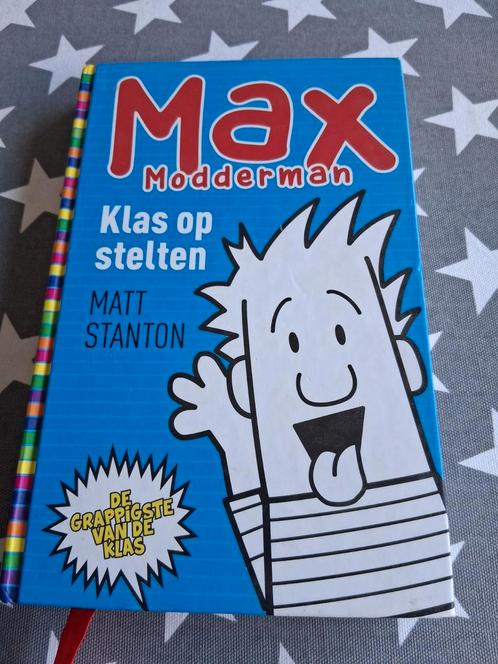 Max
Modderman
Klas op
stelten
MATT
STANTON
DE
GRAPPIGSTE
VAN DE
KLAS